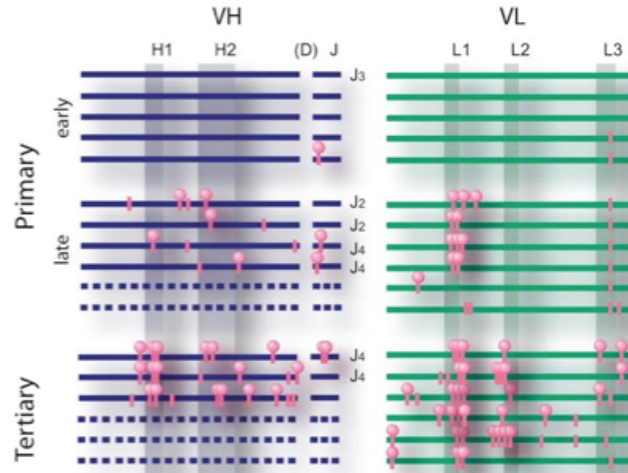 VH VL
H1 H2 (D) J L1 L2 L3
Primary
early
J3
late
J2
J2
J4
J4
Tertiary
J4
J4